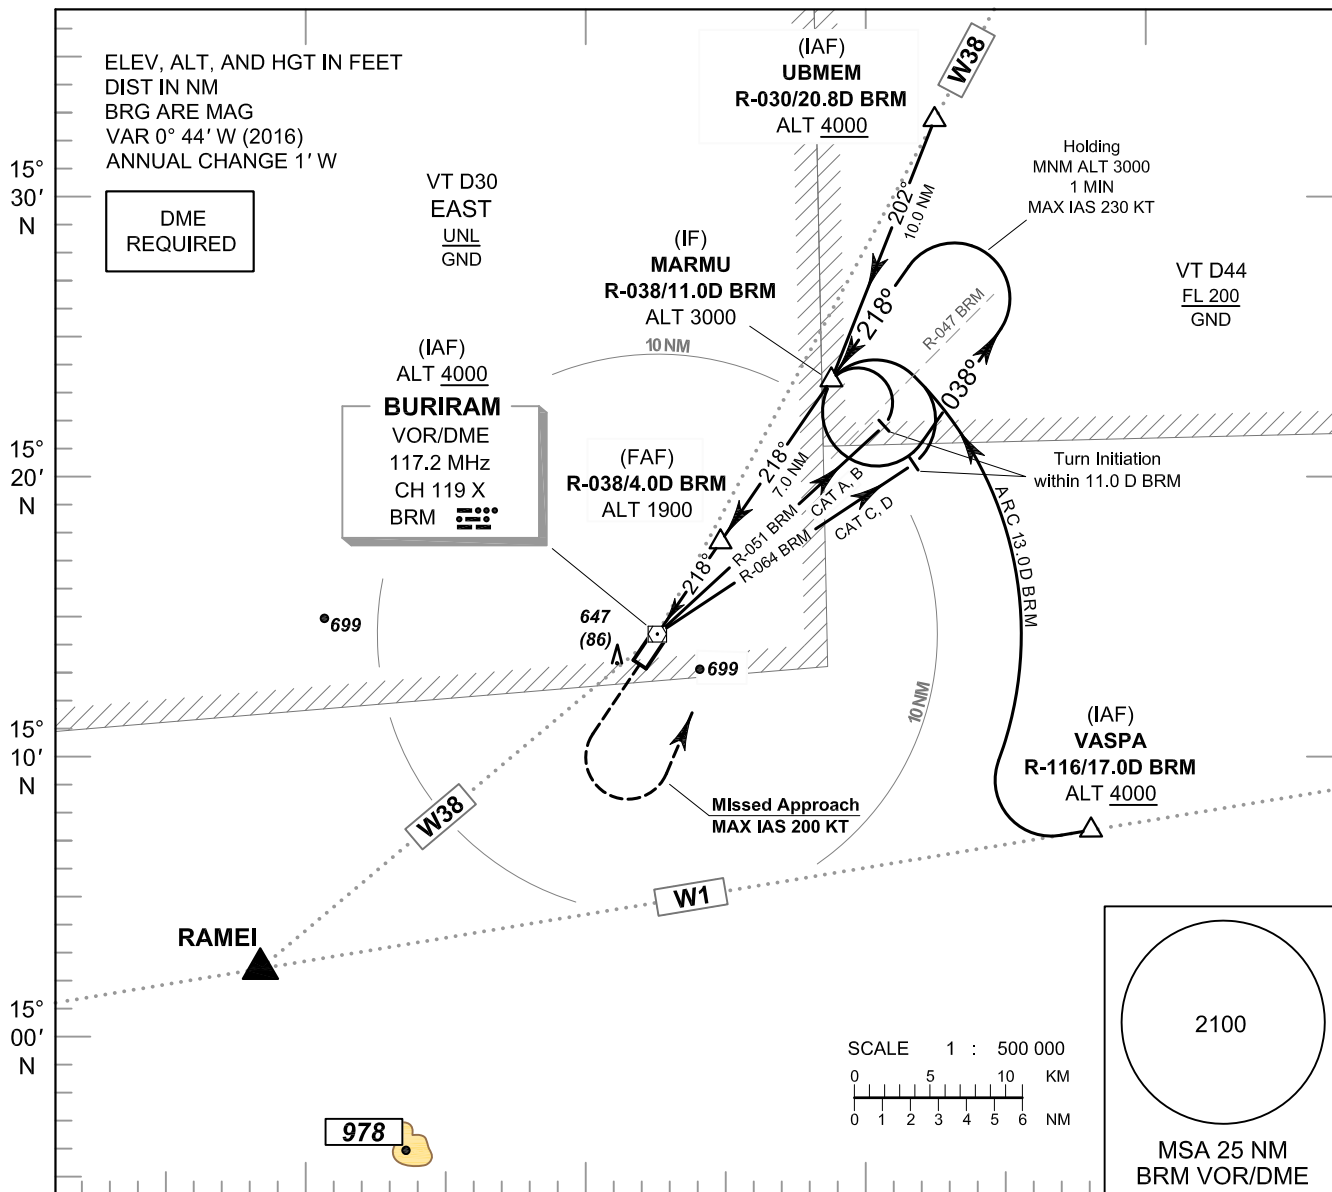 ELEV, ALT, AND HGT IN FEET
DIST IN NM
BRG ARE MAG
VAR 0° 44' W (2016)
ANNUAL CHANGE 1' W
DME
REQUIRED
VT D30
EAST
UNL
GND
(IAF)
UBMEM
R-030/20.8D BRM
ALT 4000
W38
Holding
MNM ALT 3000
1 MIN
MAX IAS 230 KT
202°
10.0 NM
VT D44
FL 200
GND
(IF)
MARMU
R-038/11.0D BRM
ALT 3000
218°
R-047 BRM
038°
10 NM
(IAF)
ALT 4000
BURIRAM
VOR/DME
117.2 MHz
CH 119 X
BRM
(FAF)
R-038/4.0D BRM
ALT 1900
218°
7.0 NM
R-051 BRM
CAT A, B
R-064 BRM
CAT C, D
Turn Initiation
within 11.0 D BRM
ARC 13.0D BRM
218°
699
647
(86)
699
10 NM
(IAF)
VASPA
R-116/17.0D BRM
ALT 4000
MIssed Approach
MAX IAS 200 KT
W38
W1
RAMEI
15°
30'
N
15°
20'
N
15°
10'
N
15°
00'
N
978
SCALE 1 : 500 000
0 5 10 KM
0 1 2 3 4 5 6 NM
2100
MSA 25 NM
BRM VOR/DME